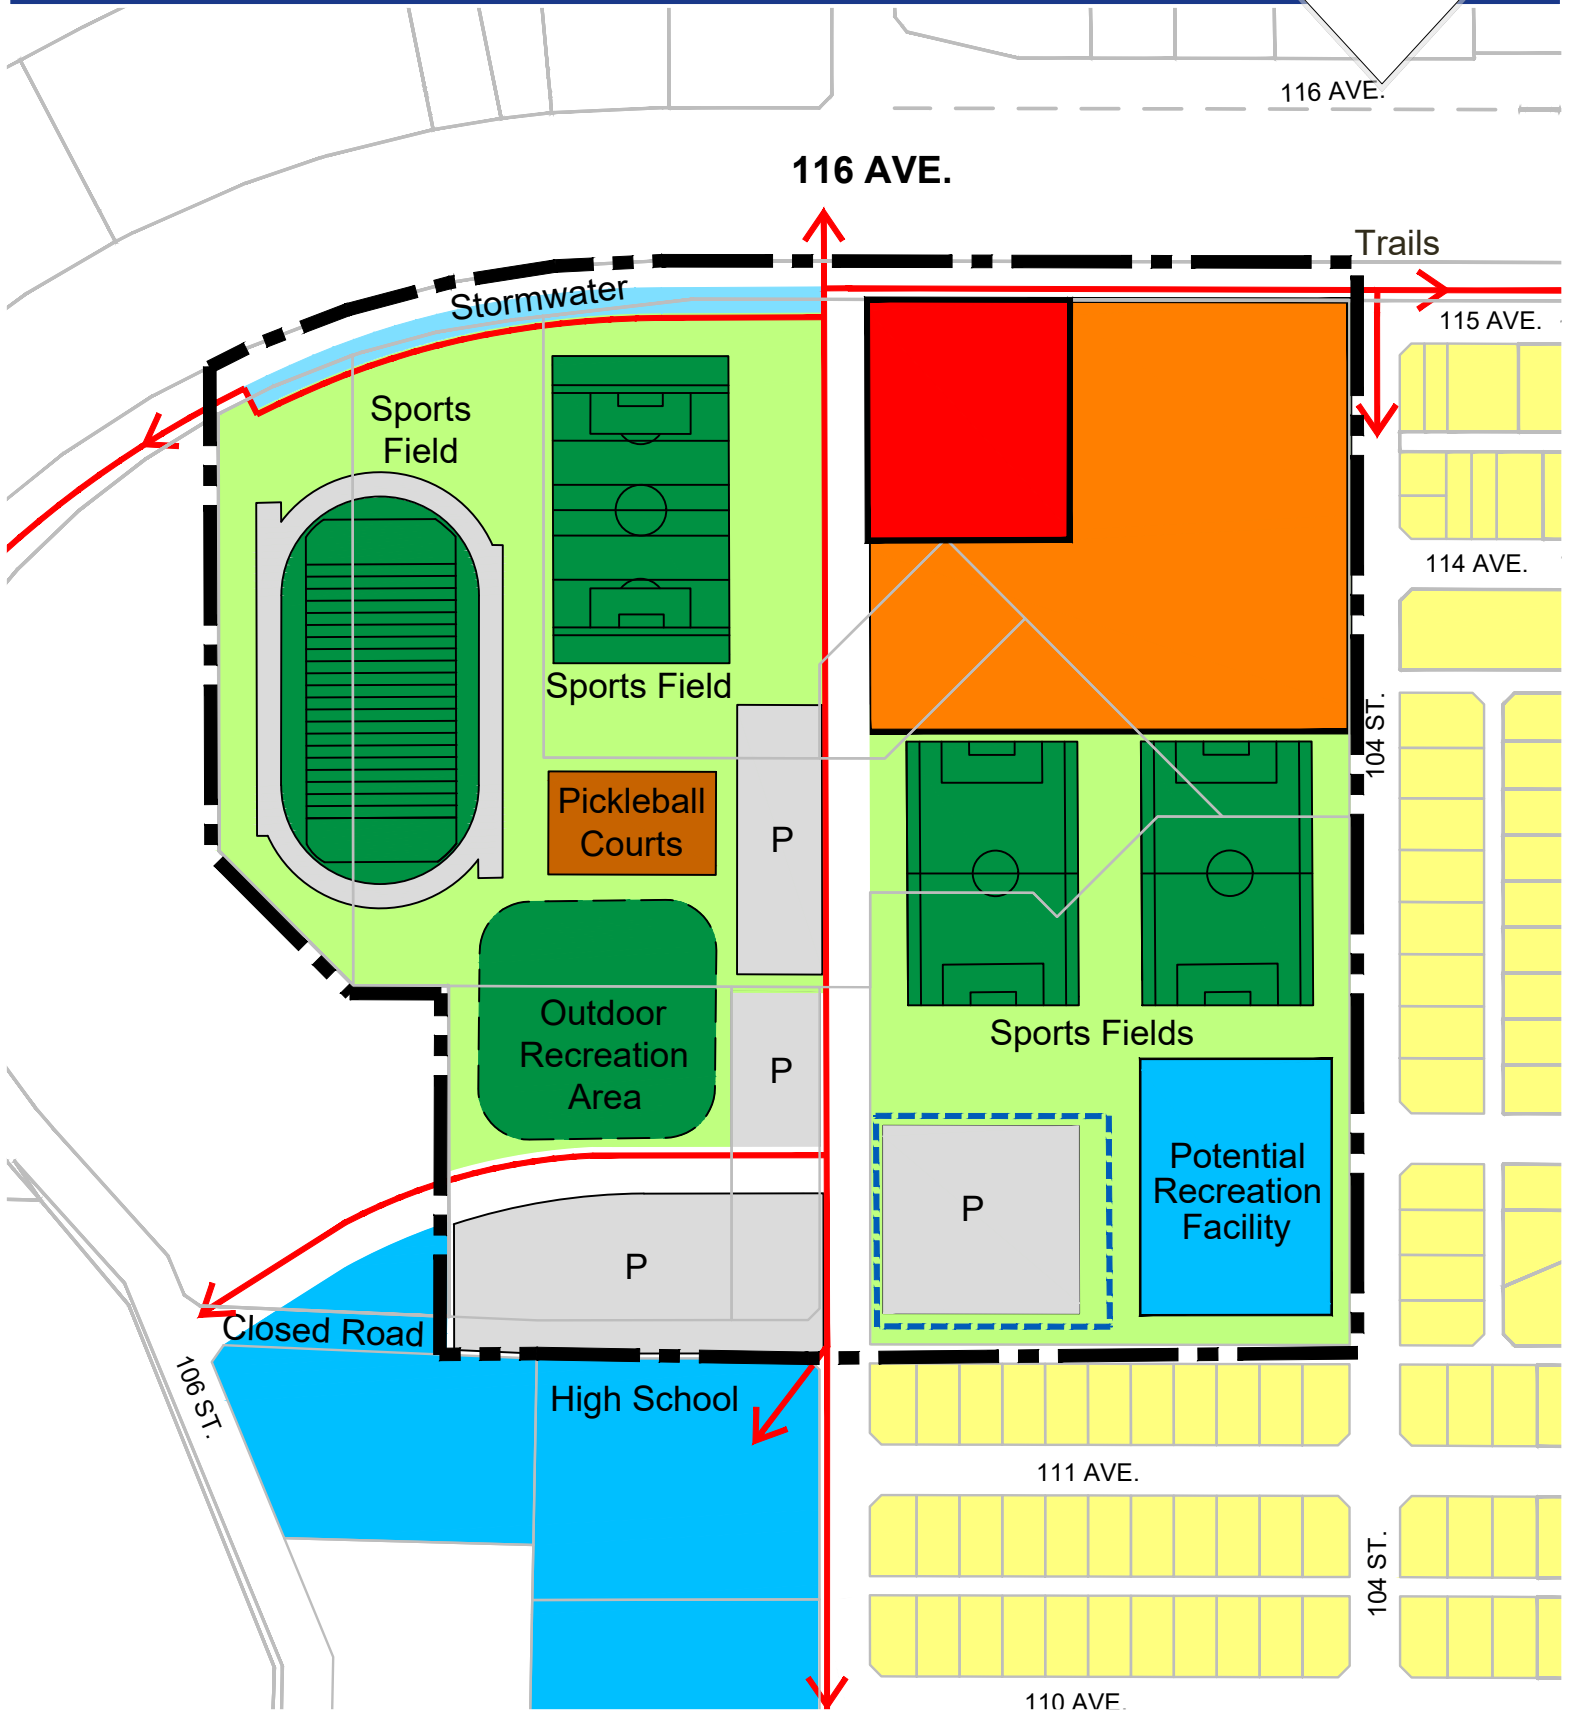 116 AVE.
116 AVE.
Trails
Stormwater
115 AVE.
Sports
Field
114 AVE.
Sports Field
104 ST.
Pickleball
Courts
P
Outdoor
Recreation
Area
Sports Fields
P
Potential
Recreation
Facility
P
P
Closed Road
106 ST.
High School
111 AVE.
104 ST.
110 AVE.